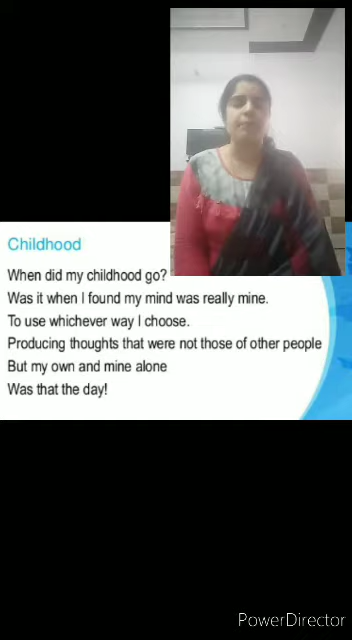 Childhood
When did my childhood go?
Was it when I found my mind was really mine.
To use whichever way I choose.
Producing thoughts that were not those of other people
But my own and mine alone
Was that the day!
PowerDirector